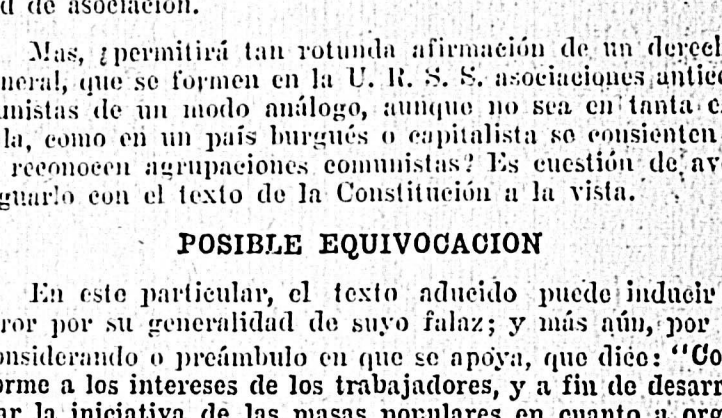 d de asociación.
Mas, ¿permitirá tan rotunda afirmación de un derec
neral, que se formen en la U. R. S. S. asociaciones antico
unistas de un modo análogo, aunque no sea en tanta e
la, como en un país burgués o capitalista se consienten
reconocen agrupaciones comunistas? Es cuestión de av
guarlo con el texto de la Constitución a la vista.
POSIBLE EQUIVOCACION
En este particular, el texto aducido puede inducir
ror por su generalidad de suyo falaz; y más aún, por
onsiderando o preámbulo en que se apoya, que dice: "Co
orme a los intereses de los trabajadores, y a fin de desarr
ar la iniciativa de las masas populares en cuanto a